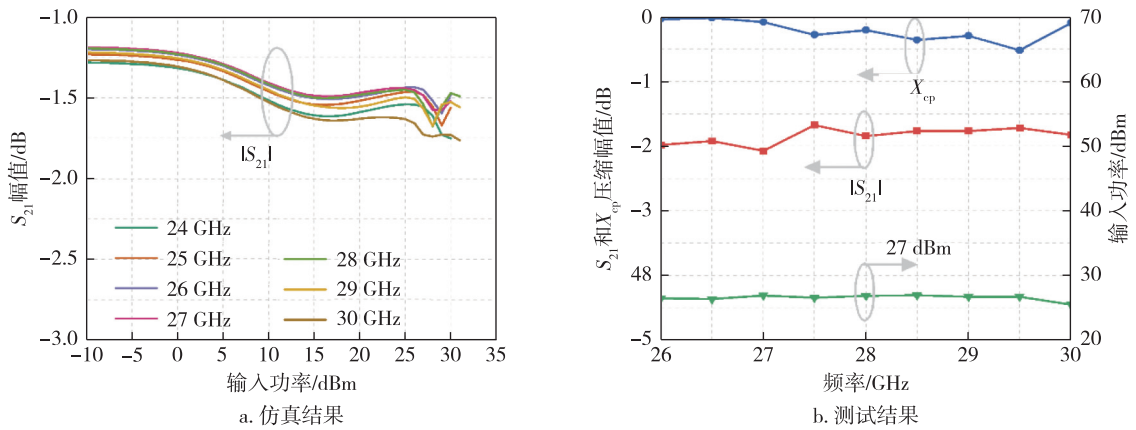 −1.0
−1.5
−2.0
−2.5
−3.0
S21幅值/dB
|S21|
24 GHz
25 GHz
26 GHz
27 GHz
28 GHz
29 GHz
30 GHz
−10 −5 0 5 10 15 20 25 30 35
输入功率/dBm
a. 仿真结果
0
−1
−2
−3
48
−5
S21和Xcp压缩幅值/dB
Xcp
|S21|
27 dBm
70
60
50
40
30
20
输入功率/dBm
26 27 28 29 30
频率/GHz
b. 测试结果